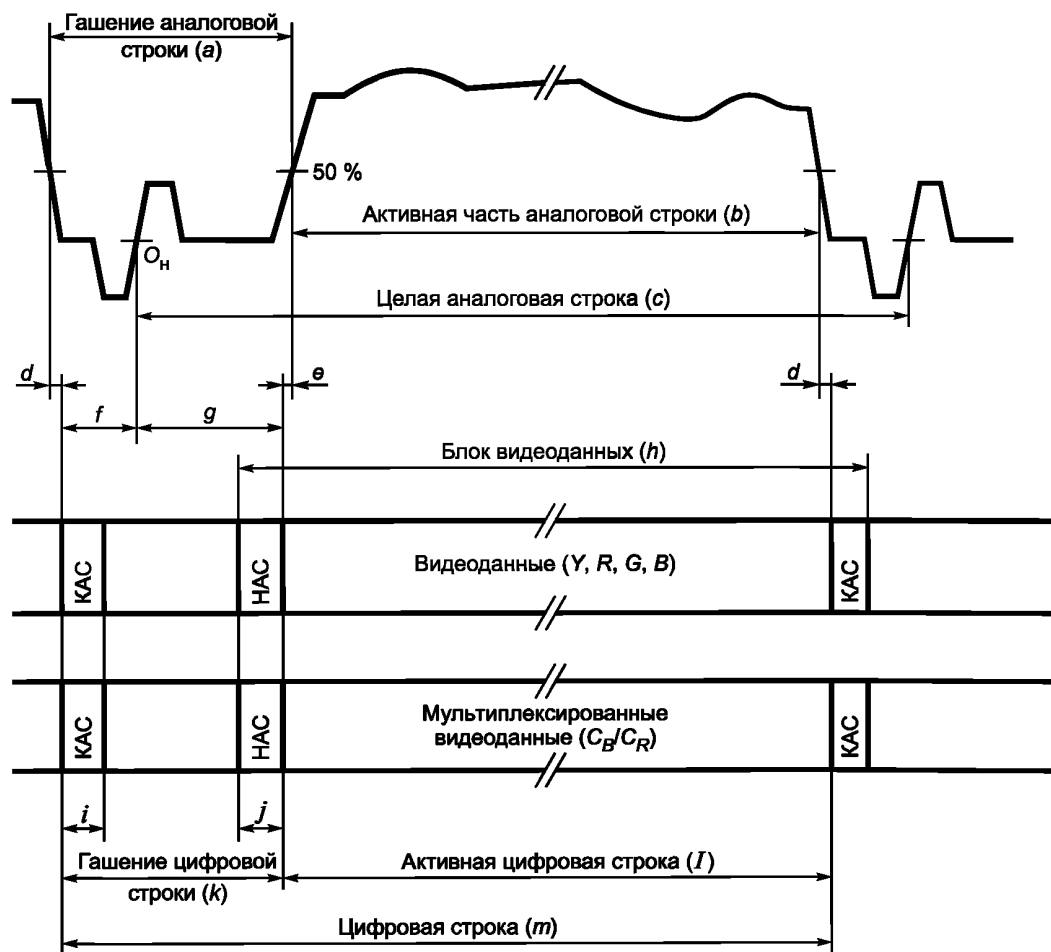 Гашение аналоговой
строки (a)
50 %
Активная часть аналоговой строки (b)
Oн
Целая аналоговая строка (c)
d
e
d
f
g
Блок видеоданных (h)
КАС
НАС
Видеоданные (Y, R, G, B)
КАС
КАС
НАС
Мультиплексированные
видеоданные (CB/CR)
КАС
i
j
Гашение цифровой
строки (k)
Активная цифровая строка (I)
Цифровая строка (m)